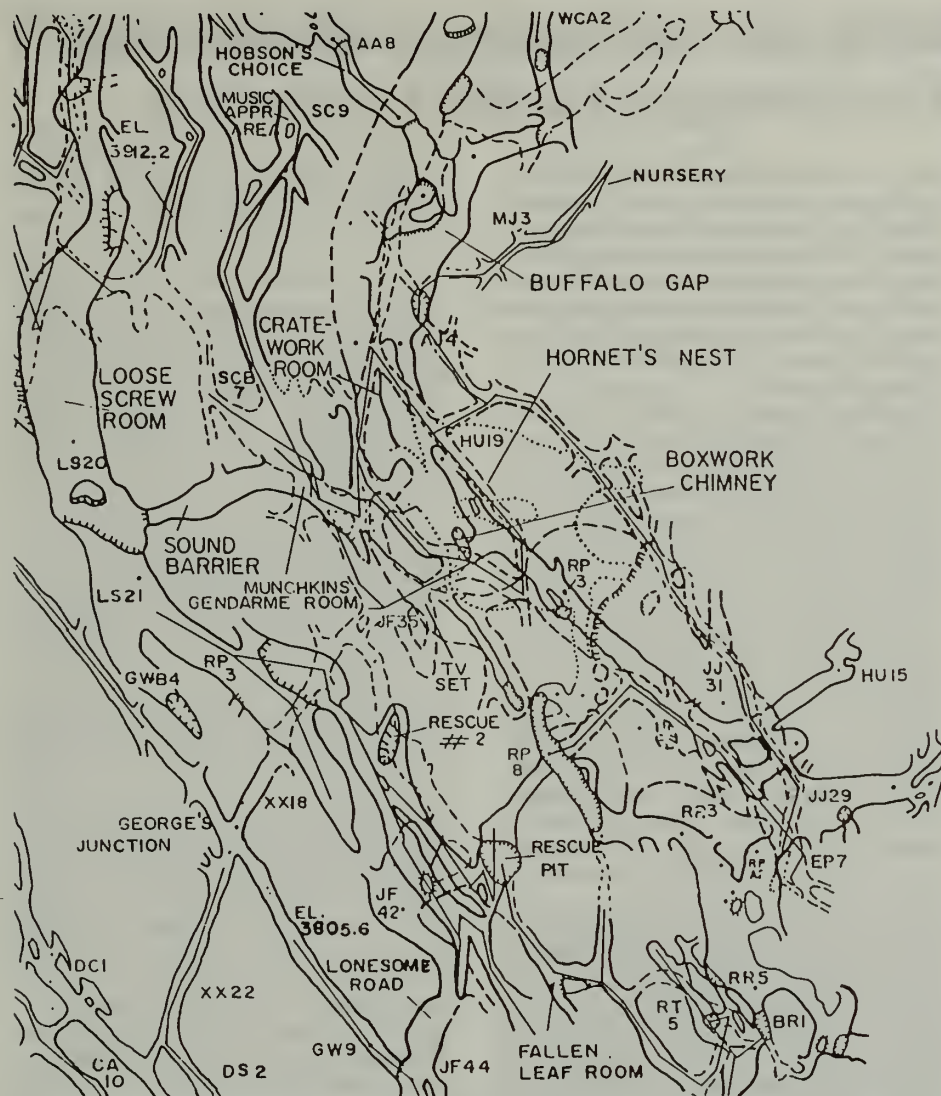 WCA2
AA8
HOBSON'S
CHOICE
MUSIC
APPR.
AREA
SC9
EL.
3912.2
NURSERY
MJ3
BUFFALO GAP
CRATE-
WORK
ROOM
J4
HORNET'S NEST
LOOSE
SCREW
ROOM
SCB
7
HU19
BOXWORK
CHIMNEY
LS20
SOUND
BARRIER
MUNCHKINS
GENDARME ROOM
RP
3
LS21
JF35
TV
SET
JJ
31
HU15
RP
3
GWB4
RESCUE
# 2
RP
8
XX18
RP3
JJ29
GEORGE'S
JUNCTION
RESCUE
PIT
EP7
JF
42
EL.
3805.6
LONESOME
ROAD
DC1
XX22
RR5
RT
5
BR1
CA
10
DS2
GW9
JF44
FALLEN
LEAF ROOM